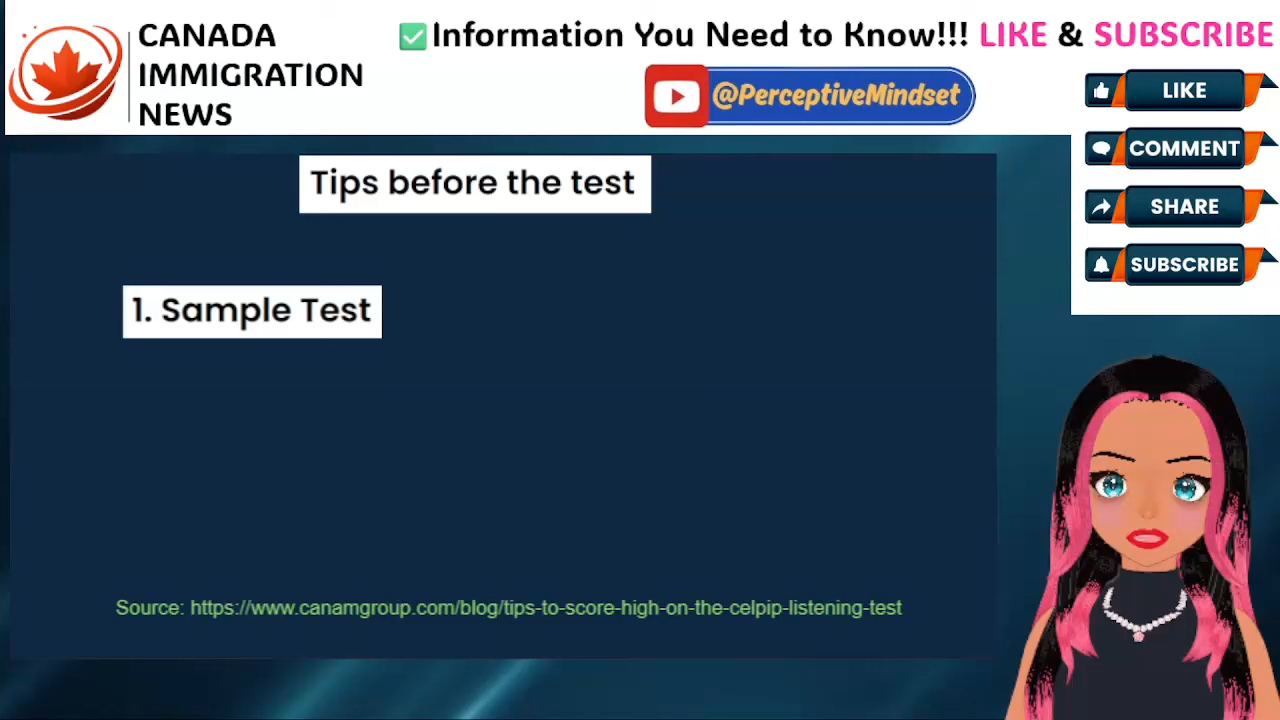 CANADA
IMMIGRATION
NEWS
✅Information You Need to Know!!! LIKE & SUBSCRIBE
@PerceptiveMindset
LIKE
COMMENT
SHARE
SUBSCRIBE
Tips before the test
1. Sample Test
Source: https://www.canamgroup.com/blog/tips-to-score-high-on-the-celpip-listening-test